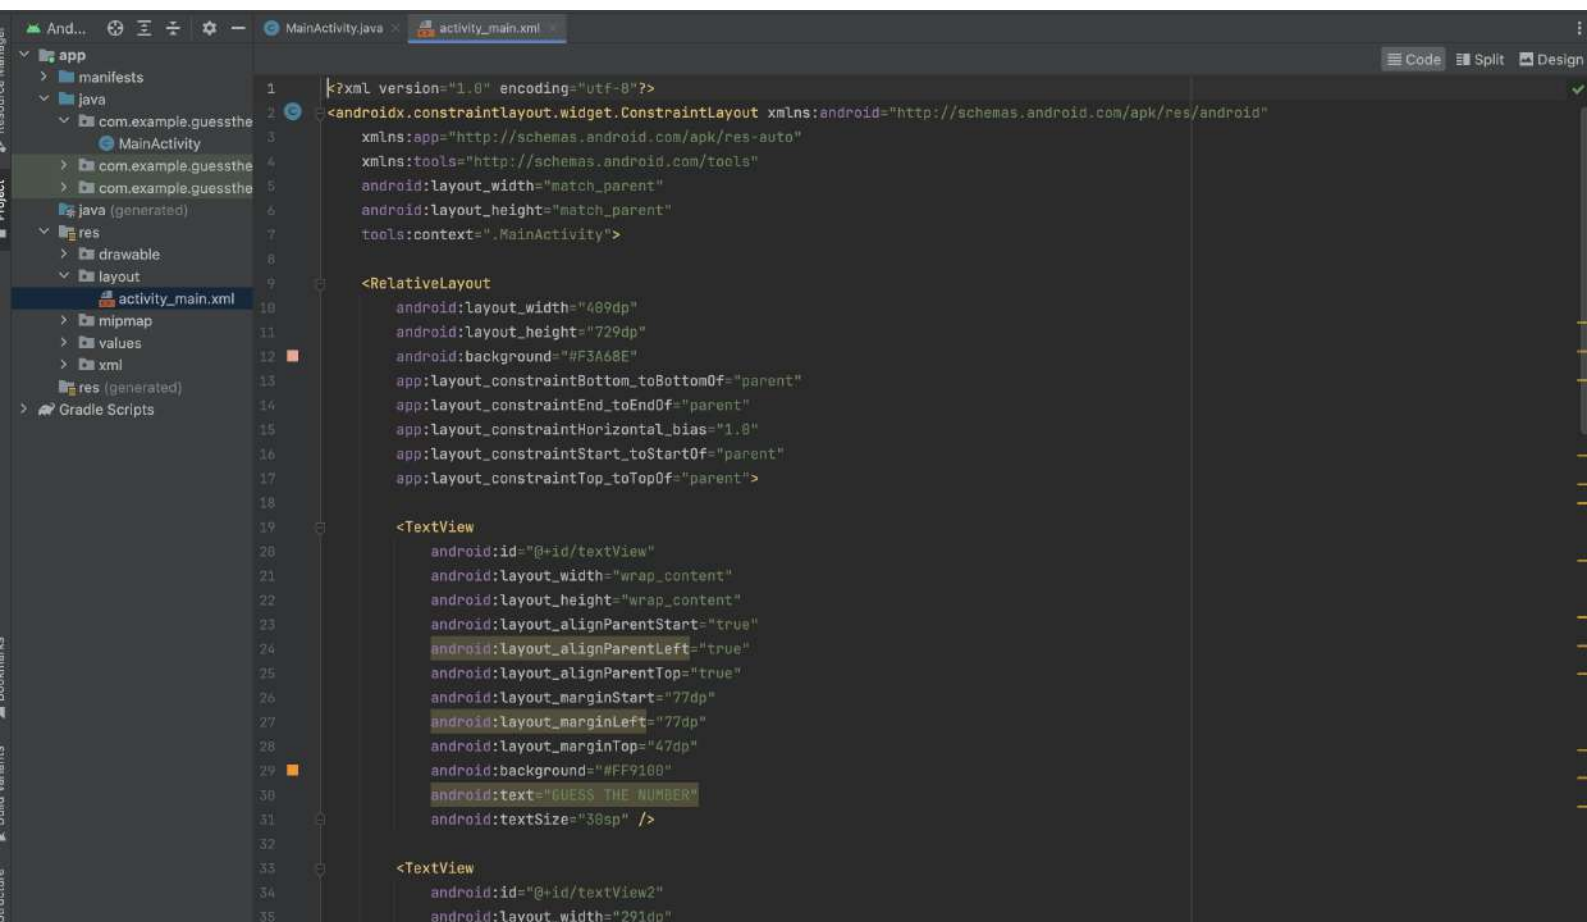 And...
MainActivity.java
activity_main.xml
Code
Split
Design
app
manifests
java
com.example.guessthe
MainActivity
com.example.guessthe
com.example.guessthe
java (generated)
res
drawable
layout
activity_main.xml
mipmap
values
xml
res (generated)
Gradle Scripts
Project
1 <?xml version="1.0" encoding="utf-8"?>
2 <androidx.constraintlayout.widget.ConstraintLayout xmlns:android="http://schemas.android.com/apk/res/android"
3 xmlns:app="http://schemas.android.com/apk/res-auto"
4 xmlns:tools="http://schemas.android.com/tools"
5 android:layout_width="match_parent"
6 android:layout_height="match_parent"
7 tools:context=".MainActivity">
8
9 <RelativeLayout
10 android:layout_width="409dp"
11 android:layout_height="729dp"
12 android:background="#F3A68E"
13 app:layout_constraintBottom_toBottomOf="parent"
14 app:layout_constraintEnd_toEndOf="parent"
15 app:layout_constraintHorizontal_bias="1.0"
16 app:layout_constraintStart_toStartOf="parent"
17 app:layout_constraintTop_toTopOf="parent">
18
19 <TextView
20 android:id="@+id/textView"
21 android:layout_width="wrap_content"
22 android:layout_height="wrap_content"
23 android:layout_alignParentStart="true"
24 android:layout_alignParentLeft="true"
25 android:layout_alignParentTop="true"
26 android:layout_marginStart="77dp"
27 android:layout_marginLeft="77dp"
28 android:layout_marginTop="47dp"
29 android:background="#FF9100"
30 android:text="GUESS THE NUMBER"
31 android:textSize="30sp" />
32
33 <TextView
34 android:id="@+id/textView2"
35 android:layout_width="291dp"